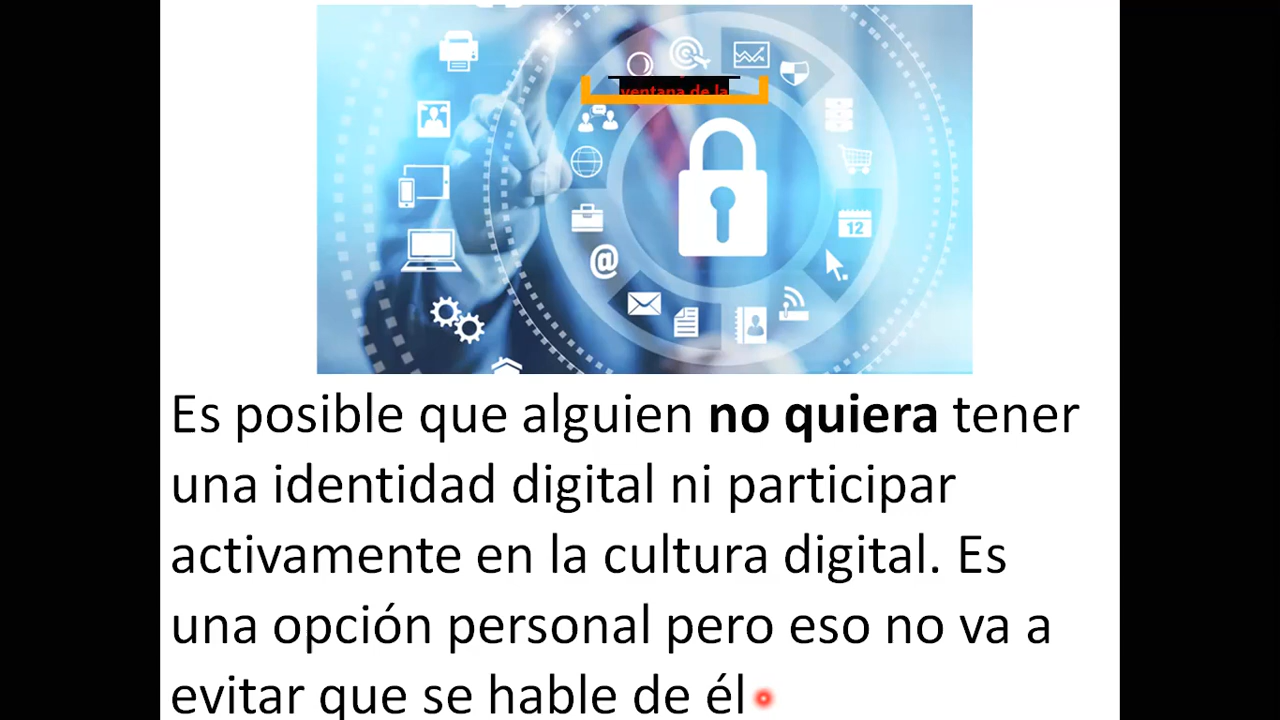 ventana de la
12
@
Es posible que alguien no quiera tener
una identidad digital ni participar
activamente en la cultura digital. Es
una opción personal pero eso no va a
evitar que se hable de él